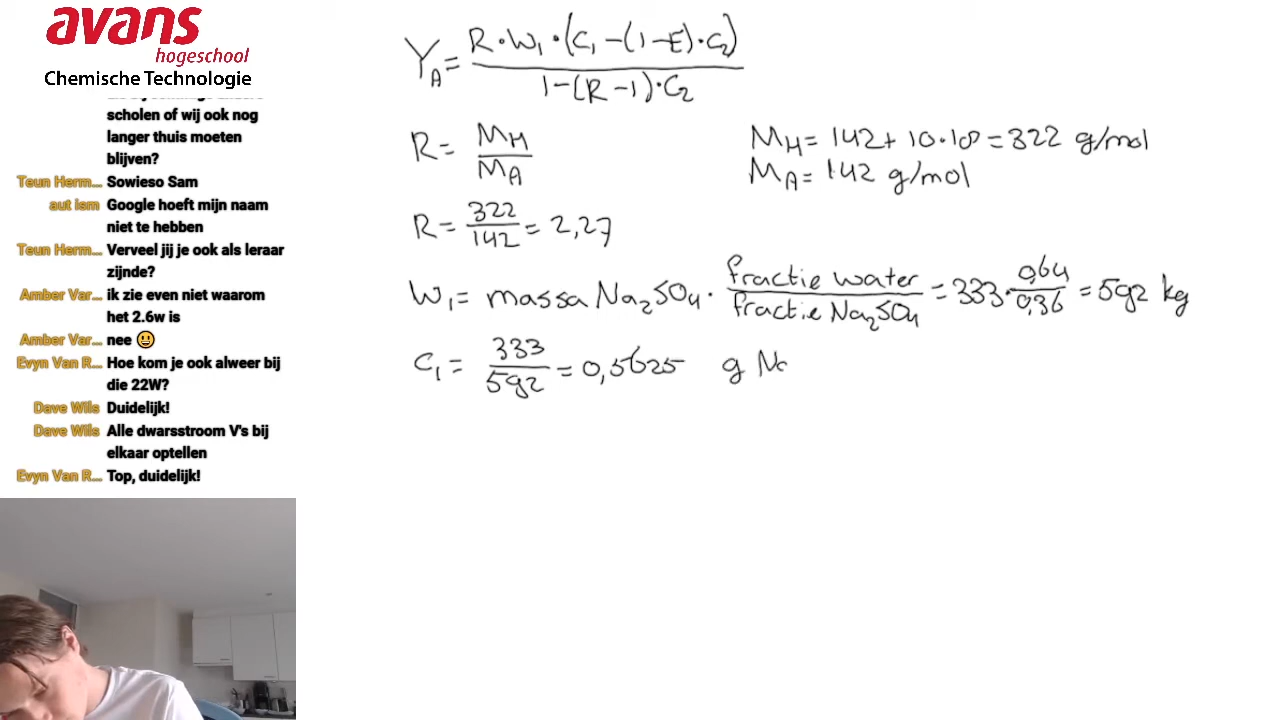 avans
hogeschool
Chemische Technologie
scholen of wij ook nog
langer thuis moeten
blijven?
Teun Herm... Sowieso Sam
aut ism Google hoeft mijn naam
niet te hebben
Teun Herm... Verveel jij je ook als leraar
zijnde?
Amber Var... ik zie even niet waarom
het 2.6w is
Amber Var... nee 😃
Evyn Van R... Hoe kom je ook alweer bij
die 22W?
Dave Wils Duidelijk!
Dave Wils Alle dwarsstroom V's bij
elkaar optellen
Evyn Van R... Top, duidelijk!
Y_A = R · W₁ · (C₁ - (1 - E) · C₂) / 1 - (R - 1) · C₂
R = M_H / M_A
M_H = 142 + 10 · 18 = 322 g/mol
M_A = 142 g/mol
R = 322 / 142 = 2,27
W₁ = massa Na₂SO₄ · fractie water / fractie Na₂SO₄ = 333 · 0,64 / 0,36 = 592 kg
C₁ = 333 / 592 = 0,5625 g Na